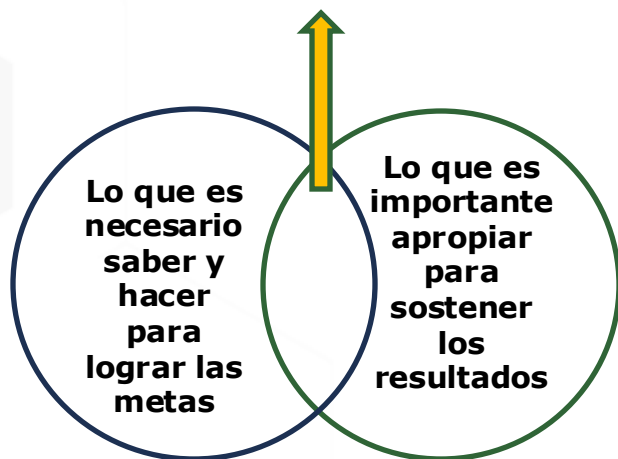 Lo que es
necesario
saber y
hacer
para
lograr las
metas
Lo que es
importante
apropiar
para
sostener
los
resultados